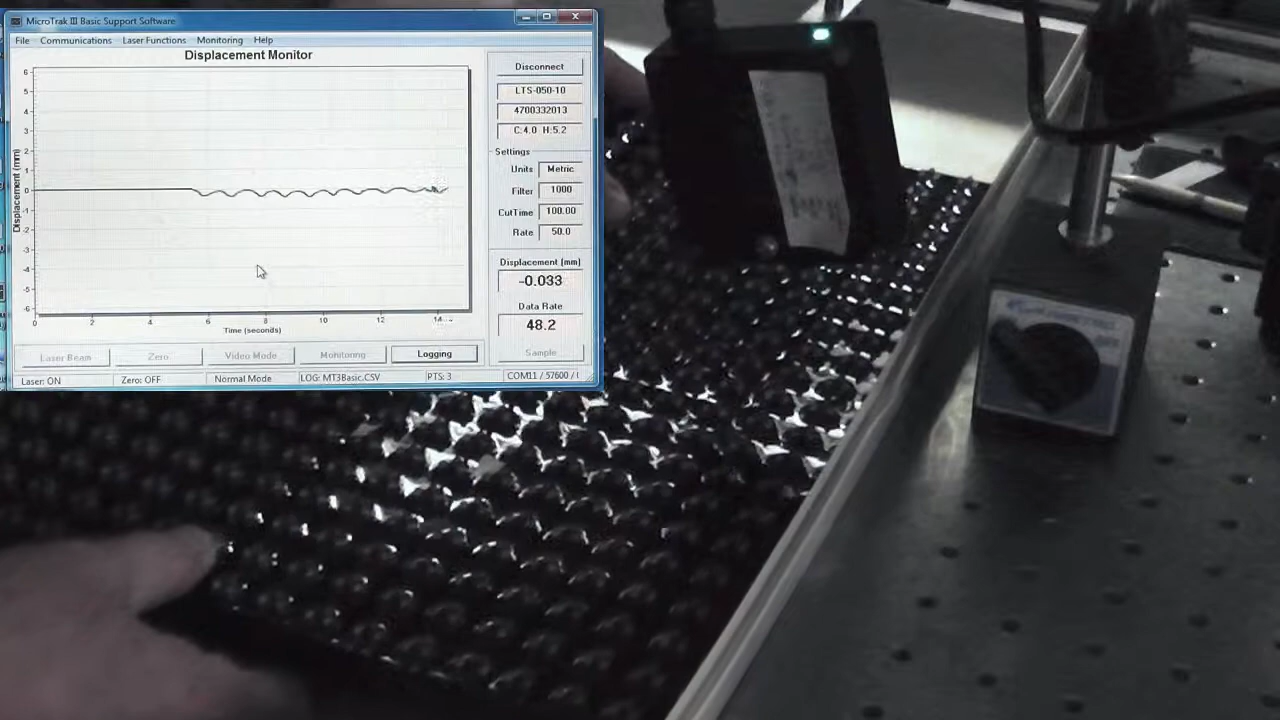 MicroTrak III Basic Support Software
File Communications Laser Functions Monitoring Help
Displacement Monitor
Displacement (mm)
6
5
4
3
2
1
0
-1
-2
-3
-4
-5
-6
0 2 4 6 8 10 12 14
Time (seconds)
Disconnect
LTS-050-10
4700332013
C:4.0 H:5.2
Settings
Units Metric
Filter 1000
CutTime 100.00
Rate 50.0
Displacement (mm)
-0.033
Data Rate
48.2
Laser Beam Zero Video Mode Monitoring Logging Sample
Laser: ON Zero: OFF Normal Mode LOG: MT3Basic.CSV PTS: 3 COM11 / 57600 /